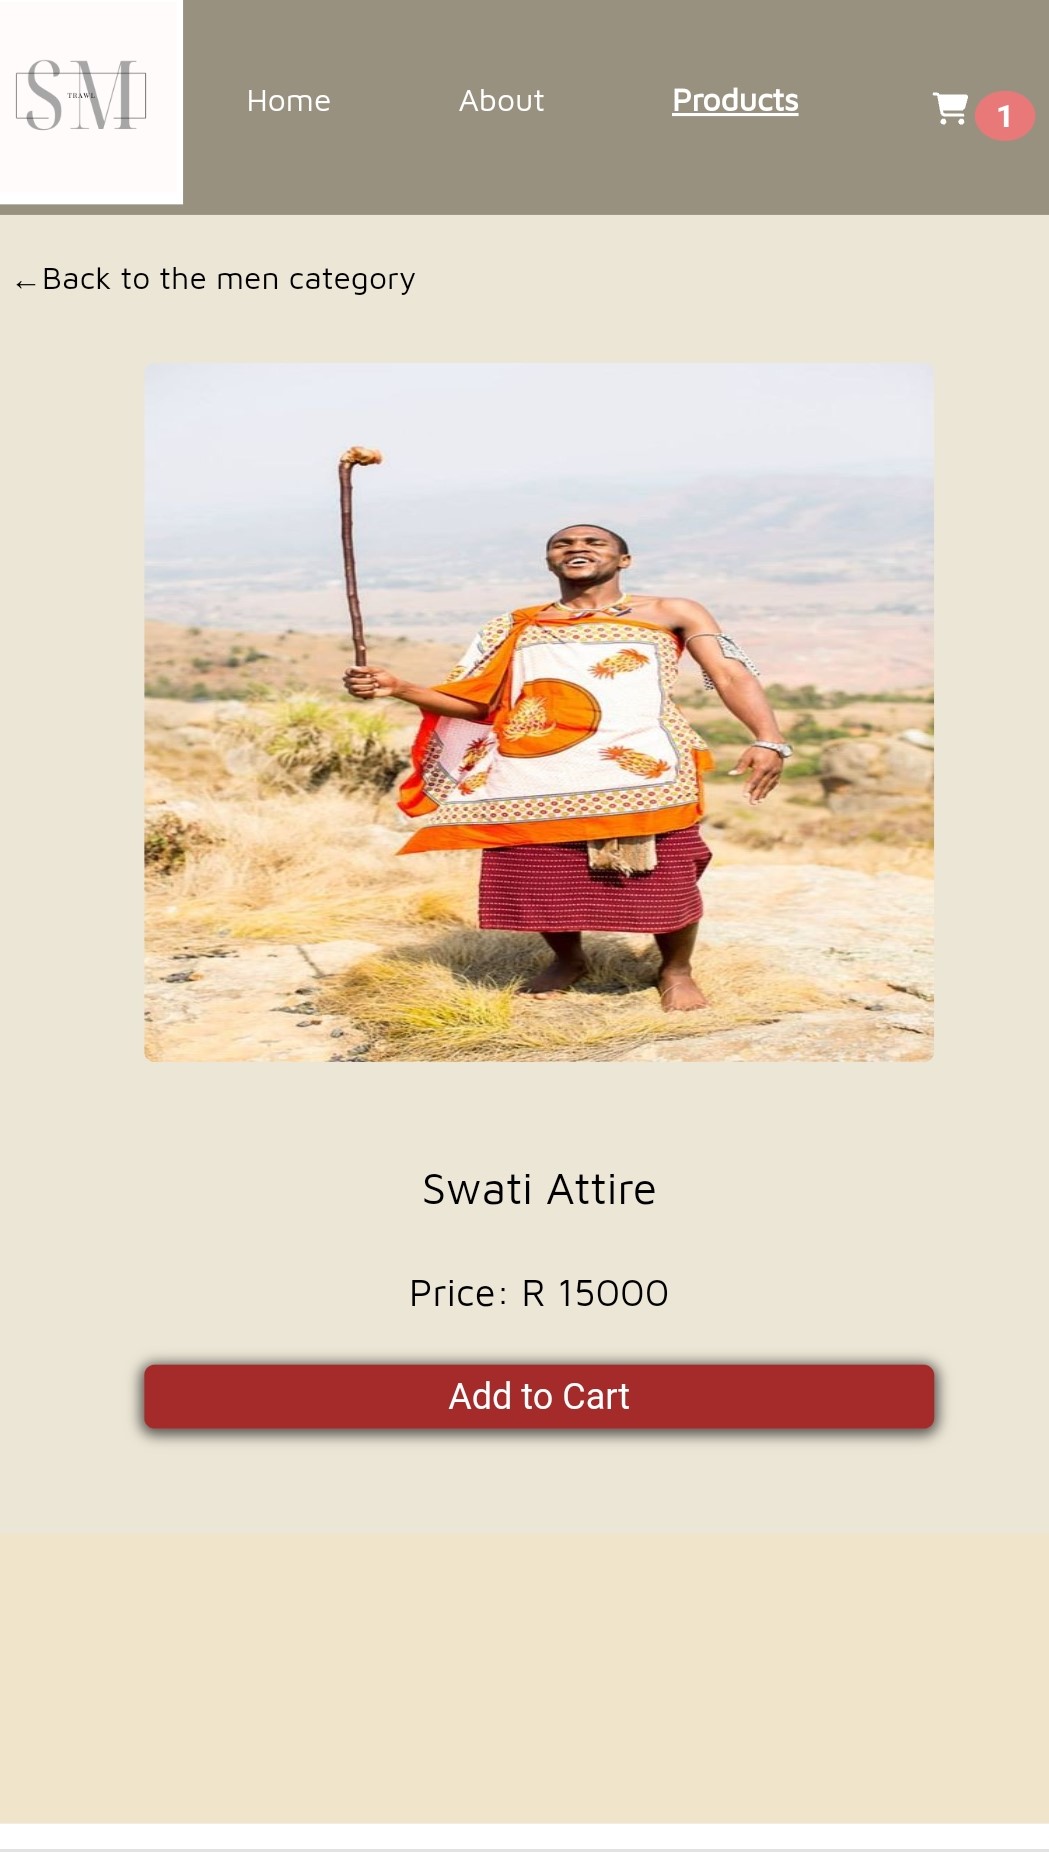 SM
TRAWL
Home About Products 1
←Back to the men category
Swati Attire
Price: R 15000
Add to Cart